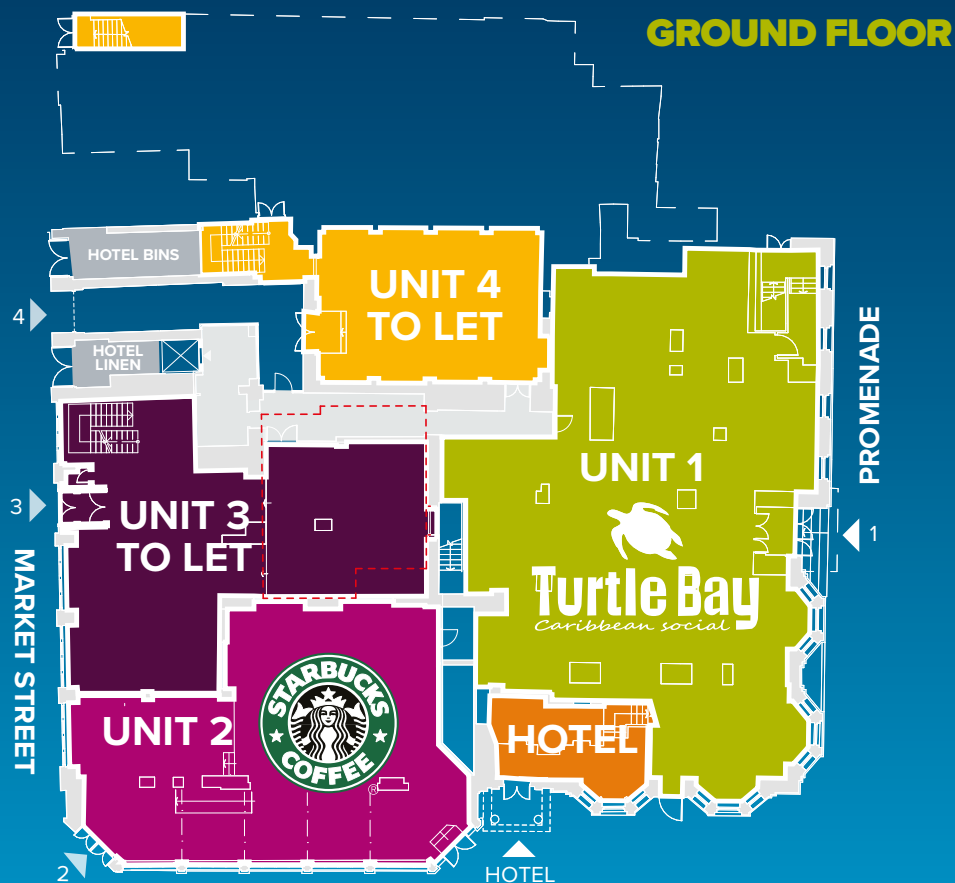 GROUND FLOOR
HOTEL BINS
UNIT 4
TO LET
4
HOTEL
LINEN
PROMENADE
UNIT 1
3
UNIT 3
TO LET
1
Turtle Bay
Caribbean social
MARKET STREET
STARBUCKS
COFFEE
®
UNIT 2
HOTEL
2
HOTEL